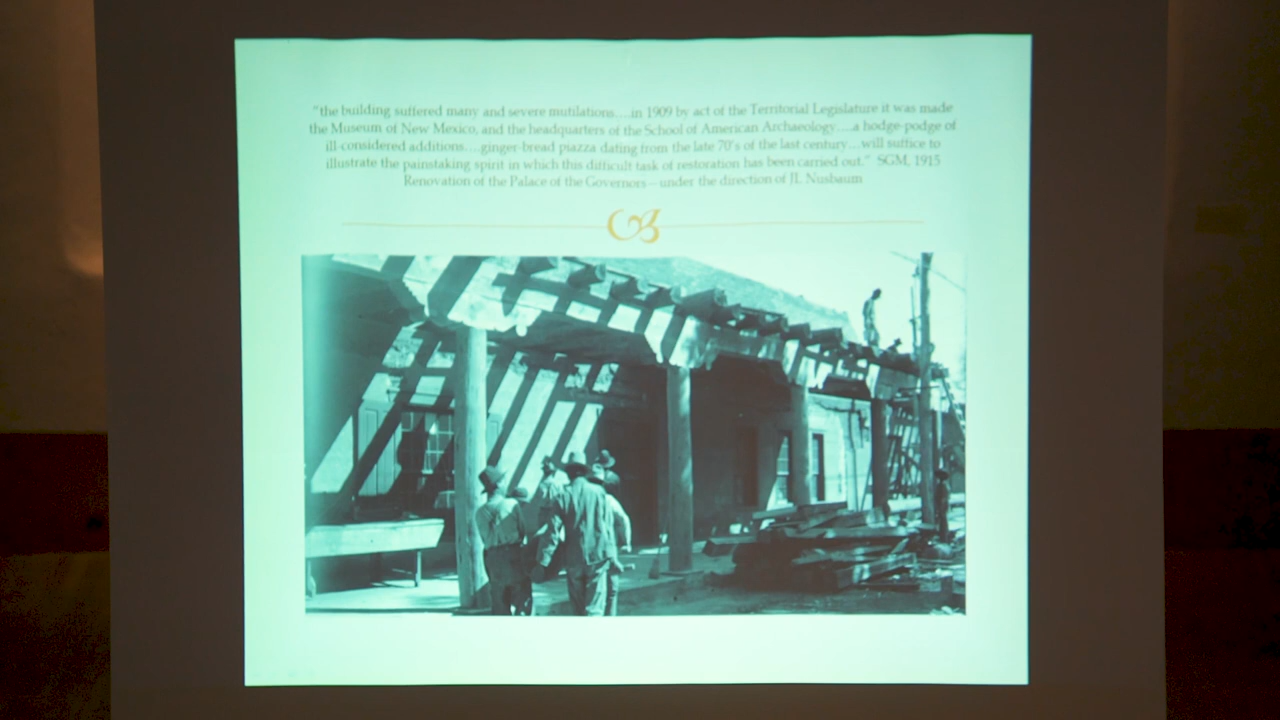 "the building suffered many and severe mutilations....in 1909 by act of the Territorial Legislature it was made
the Museum of New Mexico, and the headquarters of the School of American Archaeology....a hodge-podge of
ill-considered additions....ginger-bread piazza dating from the late 70's of the last century...will suffice to
illustrate the painstaking spirit in which this difficult task of restoration has been carried out." SGM, 1915
Renovation of the Palace of the Governors—under the direction of JL Nusbaum